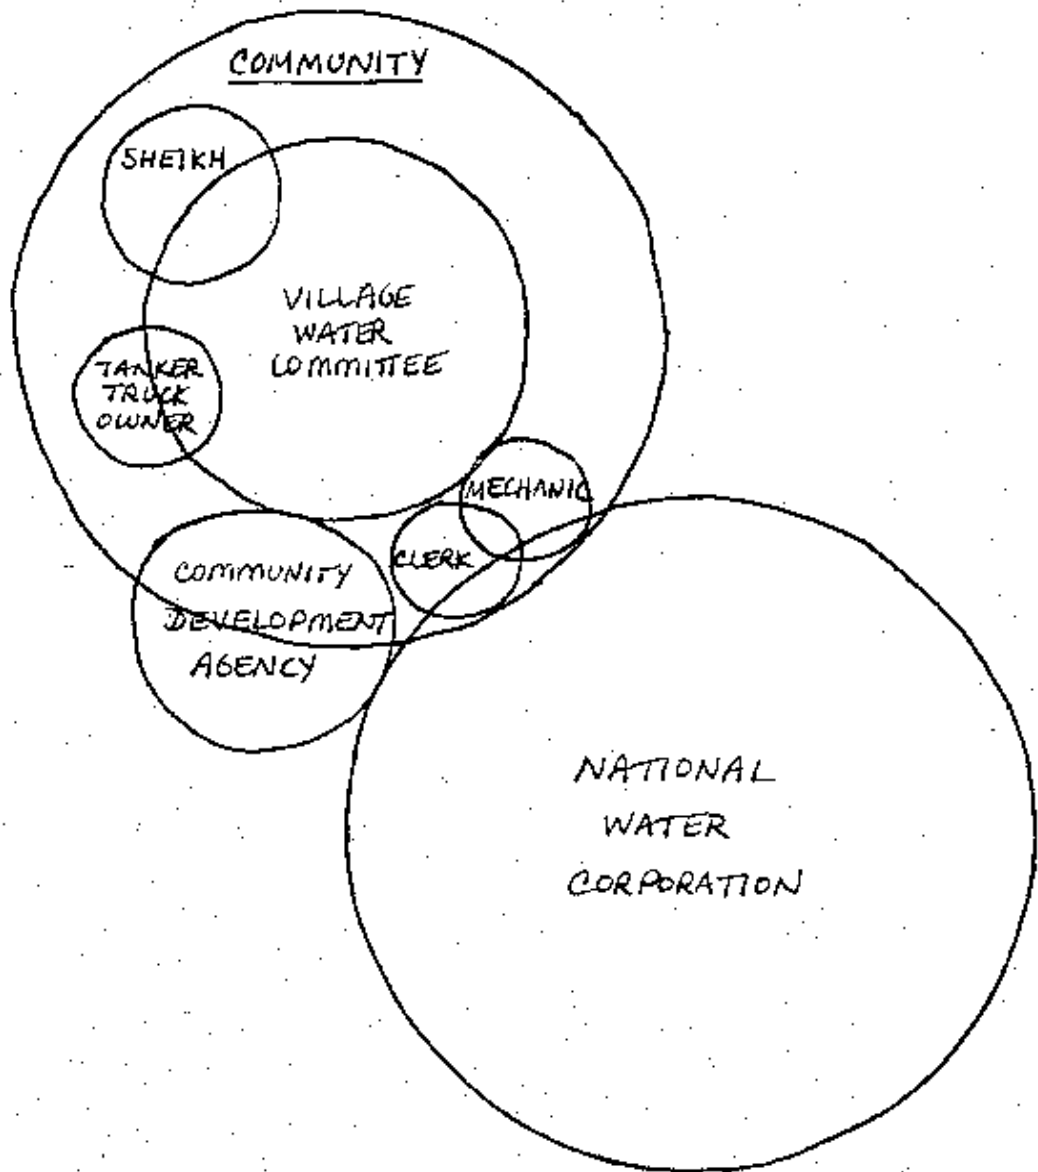 COMMUNITY
SHEIKH
VILLAGE
WATER
COMMITTEE
TANKER
TRUCK
OWNER
MECHANIC
CLERK
COMMUNITY
DEVELOPMENT
AGENCY
NATIONAL
WATER
CORPORATION